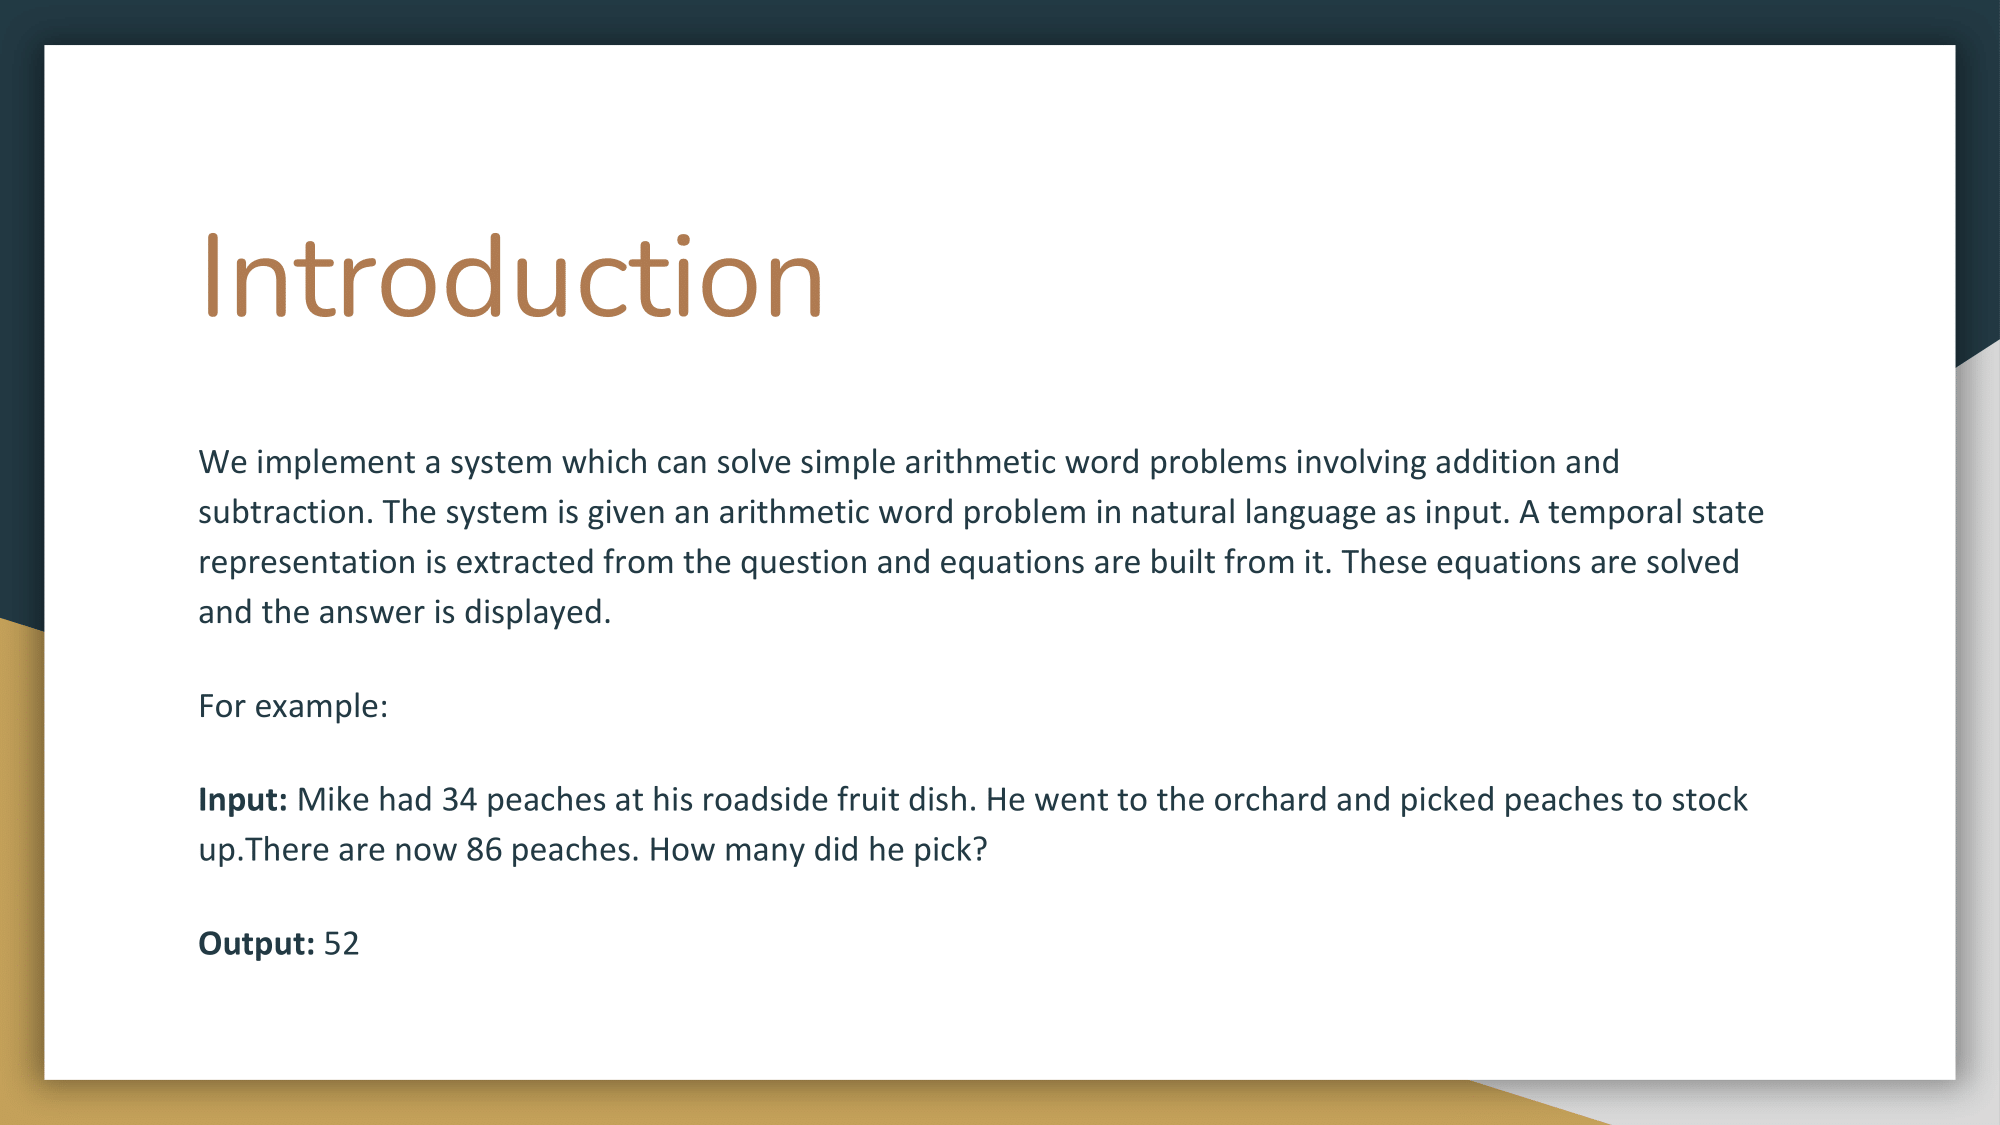 Introduction
We implement a system which can solve simple arithmetic word problems involving addition and
subtraction. The system is given an arithmetic word problem in natural language as input. A temporal state
representation is extracted from the question and equations are built from it. These equations are solved
and the answer is displayed.
For example:
Input: Mike had 34 peaches at his roadside fruit dish. He went to the orchard and picked peaches to stock
up.There are now 86 peaches. How many did he pick?
Output: 52